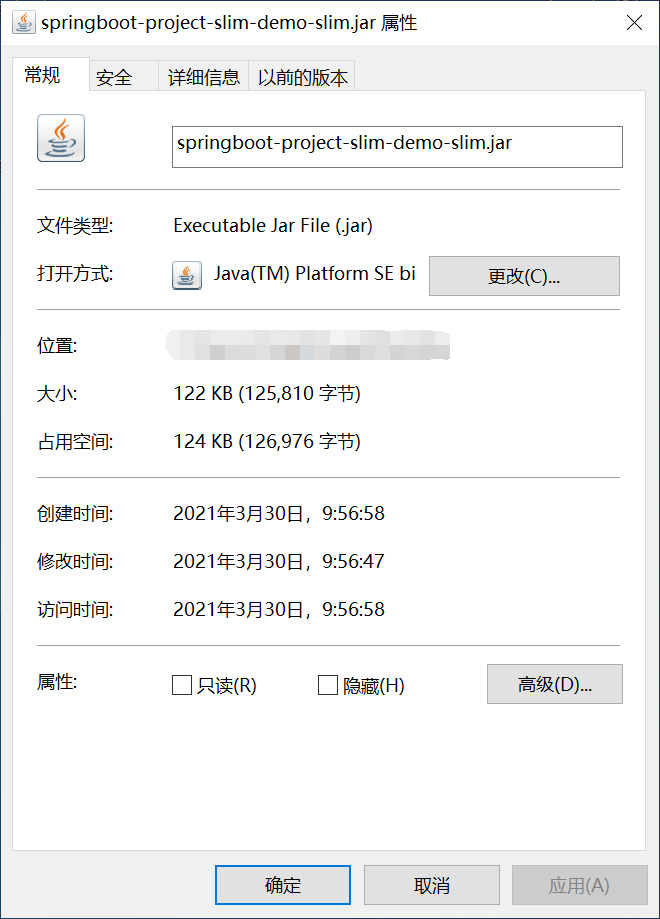 springboot-project-slim-demo-slim.jar 属性
常规 安全 详细信息 以前的版本
springboot-project-slim-demo-slim.jar
文件类型: Executable Jar File (.jar)
打开方式: Java(TM) Platform SE bi 更改(C)...
位置:
大小: 122 KB (125,810 字节)
占用空间: 124 KB (126,976 字节)
创建时间: 2021年3月30日，9:56:58
修改时间: 2021年3月30日，9:56:47
访问时间: 2021年3月30日，9:56:58
属性: 只读(R) 隐藏(H) 高级(D)...
确定 取消 应用(A)